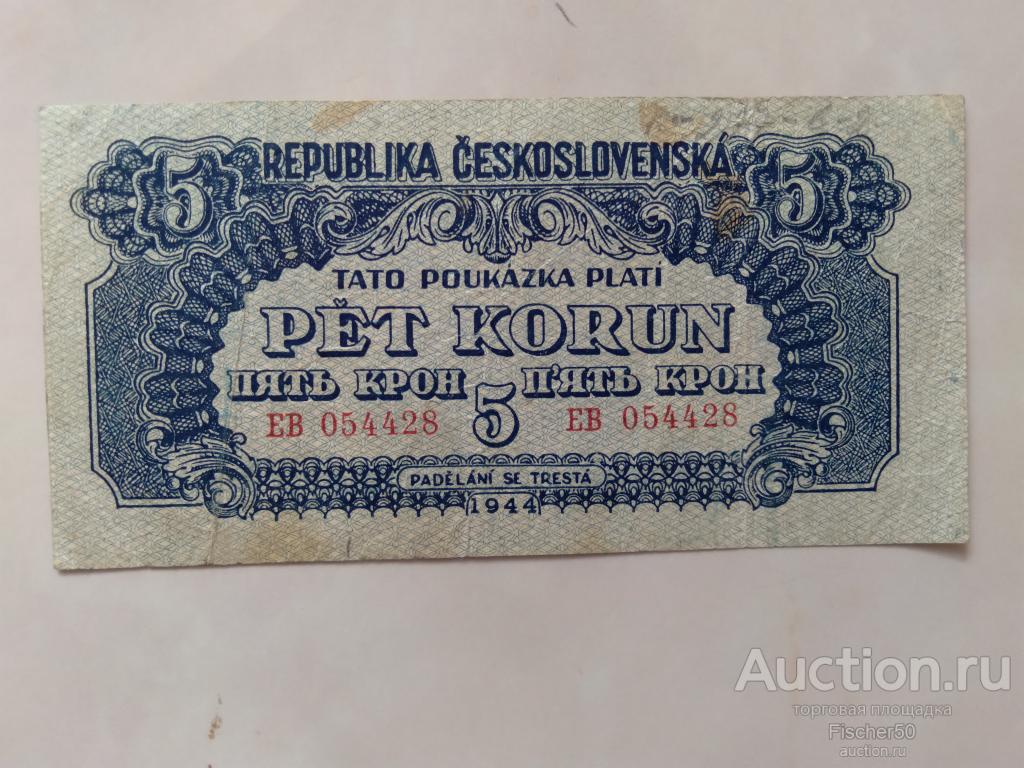 5 REPUBLIKA ČESKOSLOVENSKÁ 5
TATO POUKÁZKA PLATÍ
PĚT KORUN
ПЯТЬ КРОН П'ЯТЬ КРОН
EB 054428 5 EB 054428
PADĚLÁNÍ SE TRESTÁ
1944
Auction.ru
торговая площадка
Fischer50
auction.ru